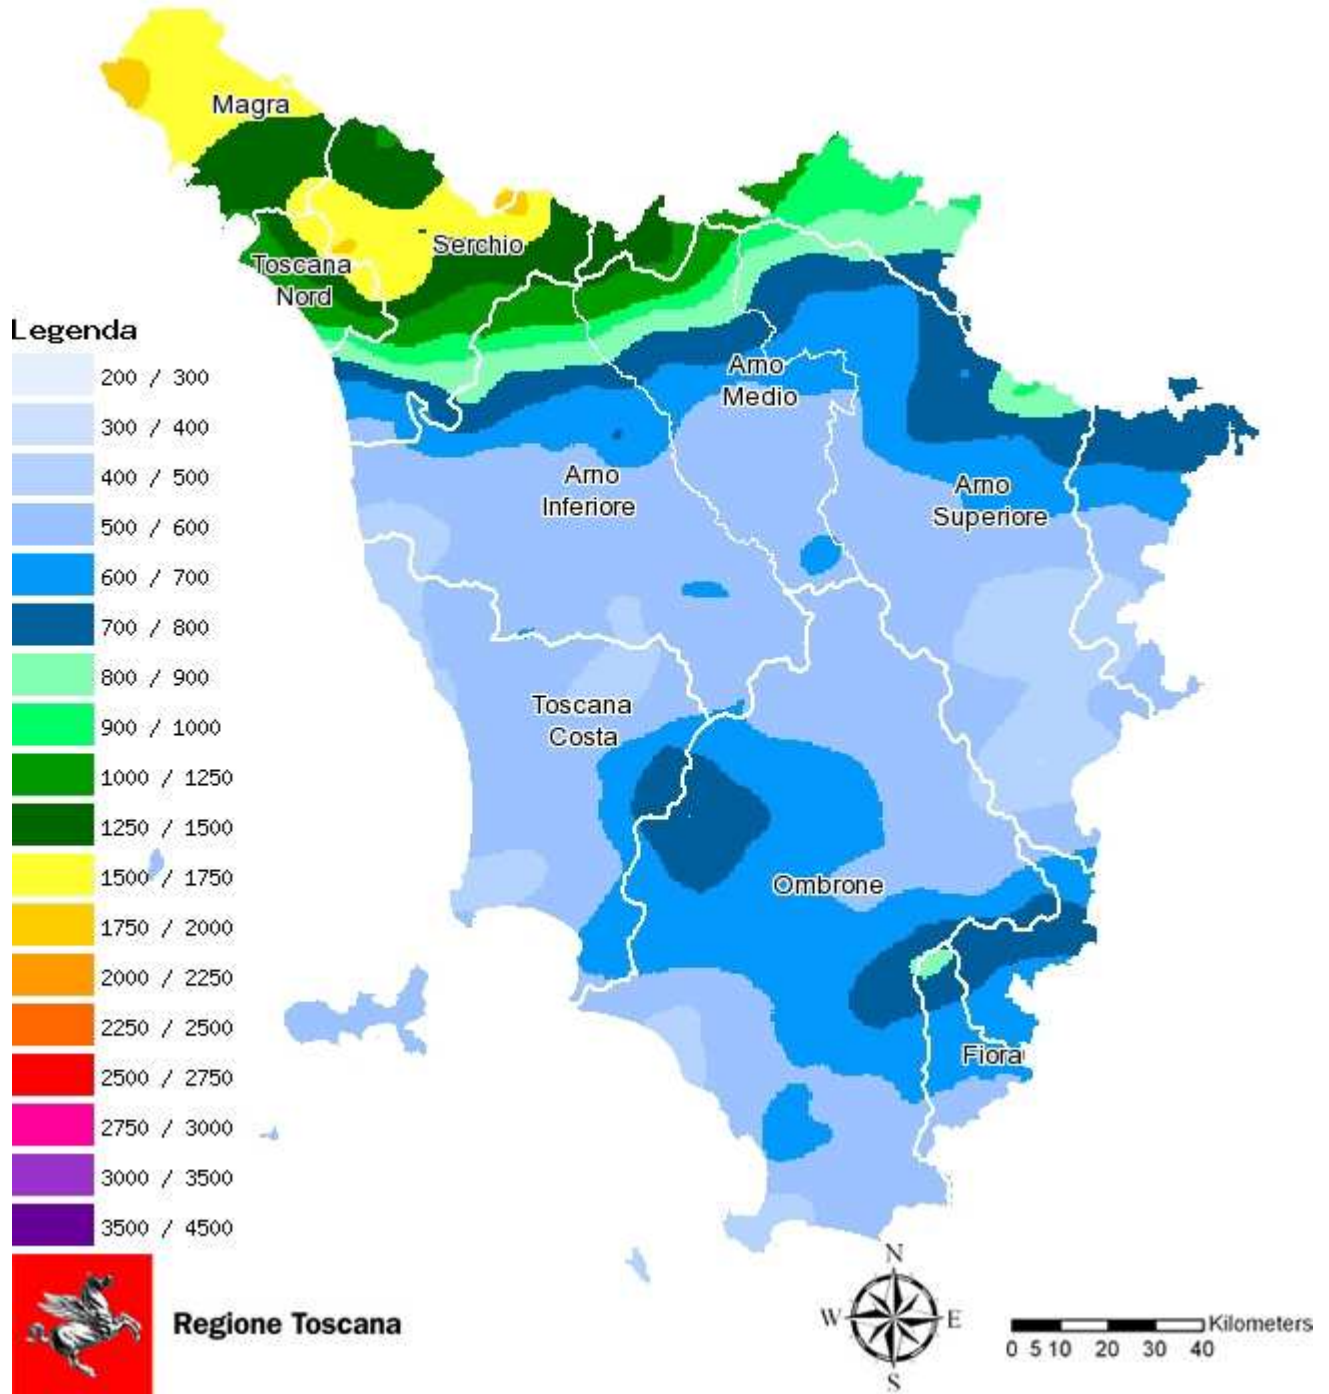 Magra
Serchio
Toscana
Nord
Legenda
200 / 300
300 / 400
400 / 500
500 / 600
600 / 700
700 / 800
800 / 900
900 / 1000
1000 / 1250
1250 / 1500
1500 / 1750
1750 / 2000
2000 / 2250
2250 / 2500
2500 / 2750
2750 / 3000
3000 / 3500
3500 / 4500
Arno
Medio
Arno
Inferiore
Arno
Superiore
Toscana
Costa
Ombrone
Fiora
Regione Toscana
N
W E
S
Kilometers
0 5 10 20 30 40